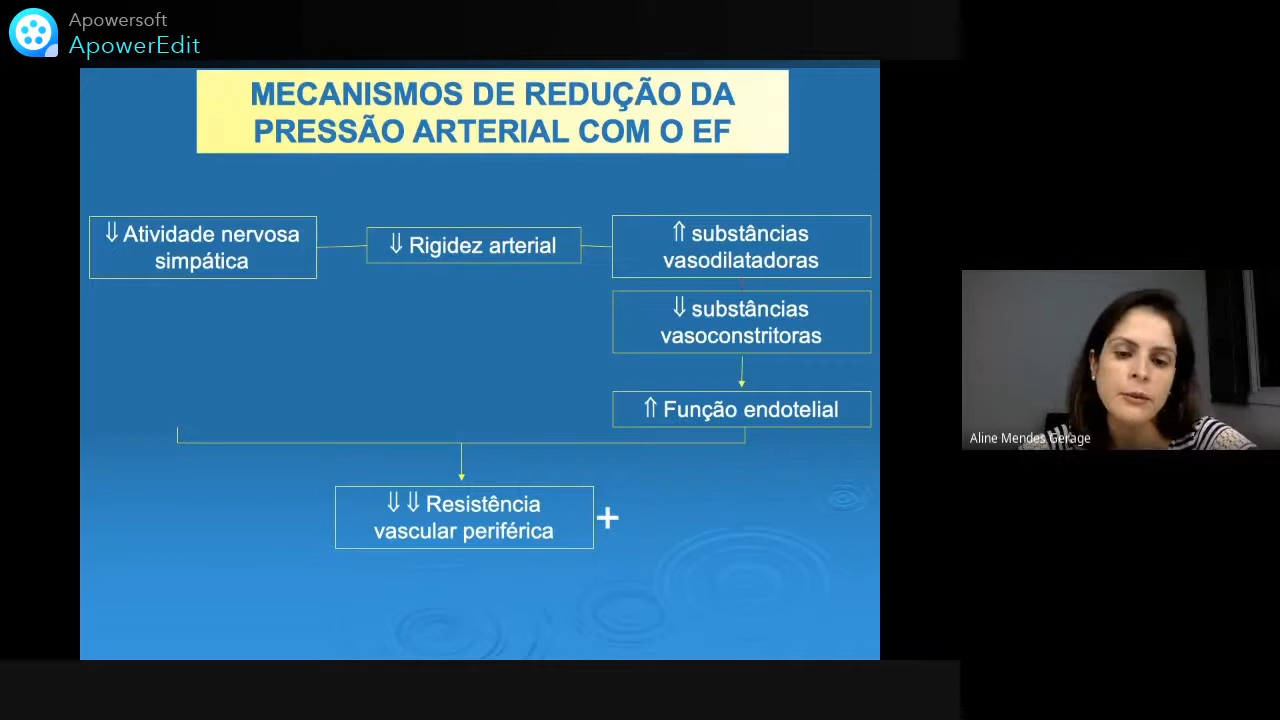 Apowersoft
ApowerEdit
MECANISMOS DE REDUÇÃO DA
PRESSÃO ARTERIAL COM O EF
⇓ Atividade nervosa
simpática
⇓ Rigidez arterial
⇑ substâncias
vasodilatadoras
⇓ substâncias
vasoconstritoras
⇑ Função endotelial
⇓⇓ Resistência
vascular periférica
+
Aline Mendes Gerage